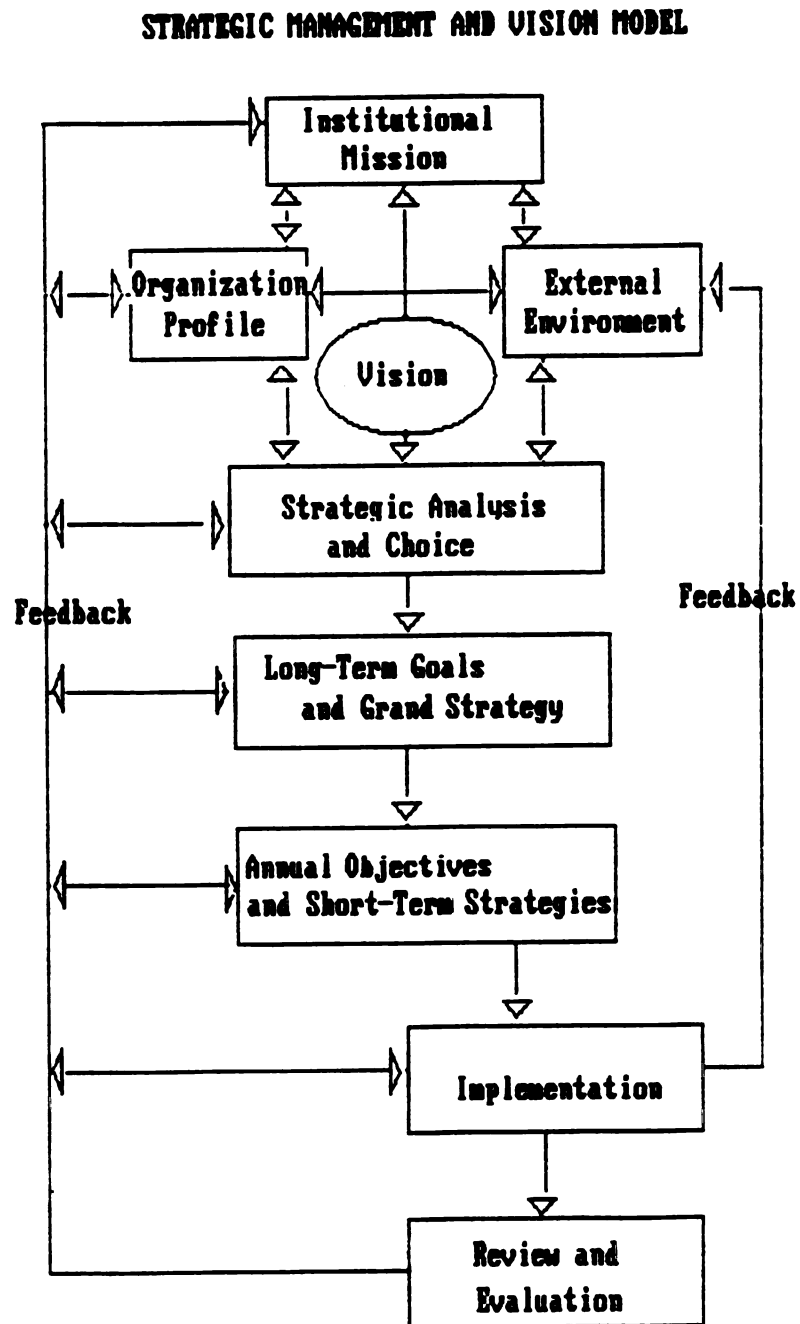 STRATEGIC MANAGEMENT AND VISION MODEL
Institutional
Mission
Organization
Profile
External
Environment
Vision
Strategic Analysis
and Choice
Feedback
Feedback
Long-Term Goals
and Grand Strategy
Annual Objectives
and Short-Term Strategies
Implementation
Review and
Evaluation